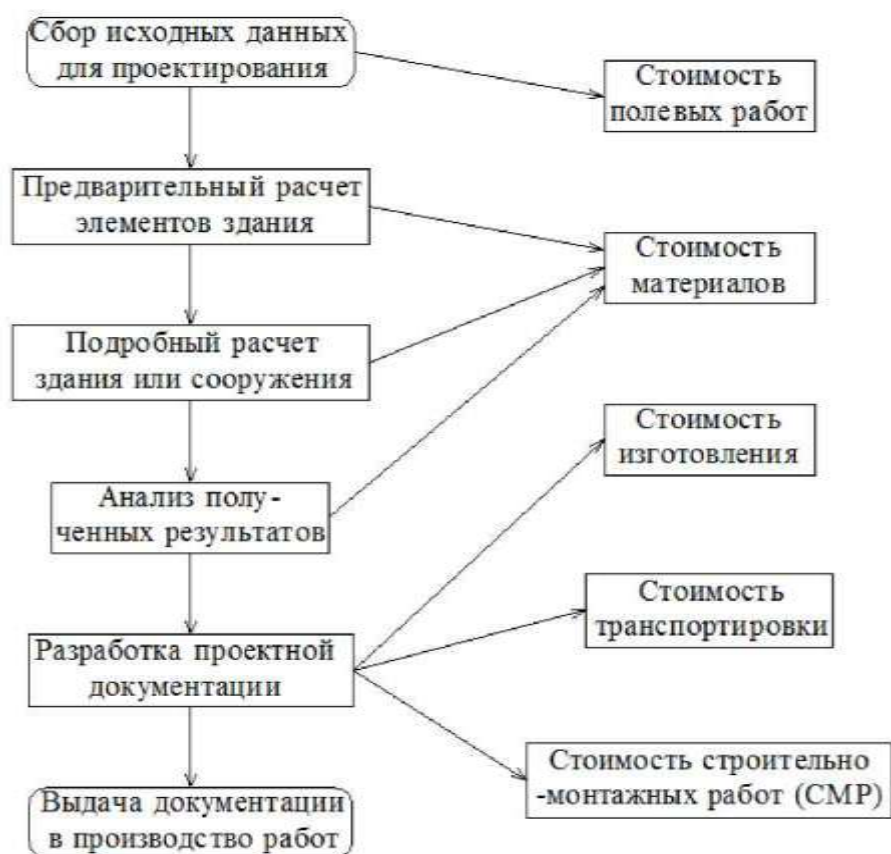 Сбор исходных данных
для проектирования
Стоимость
полевых работ
Предварительный расчет
элементов здания
Стоимость
материалов
Подробный расчет
здания или сооружения
Стоимость
изготовления
Анализ полу-
ченных результатов
Стоимость
транспортировки
Разработка проектной
документации
Стоимость строительно
-монтажных работ (СМР)
Выдача документации
в производство работ